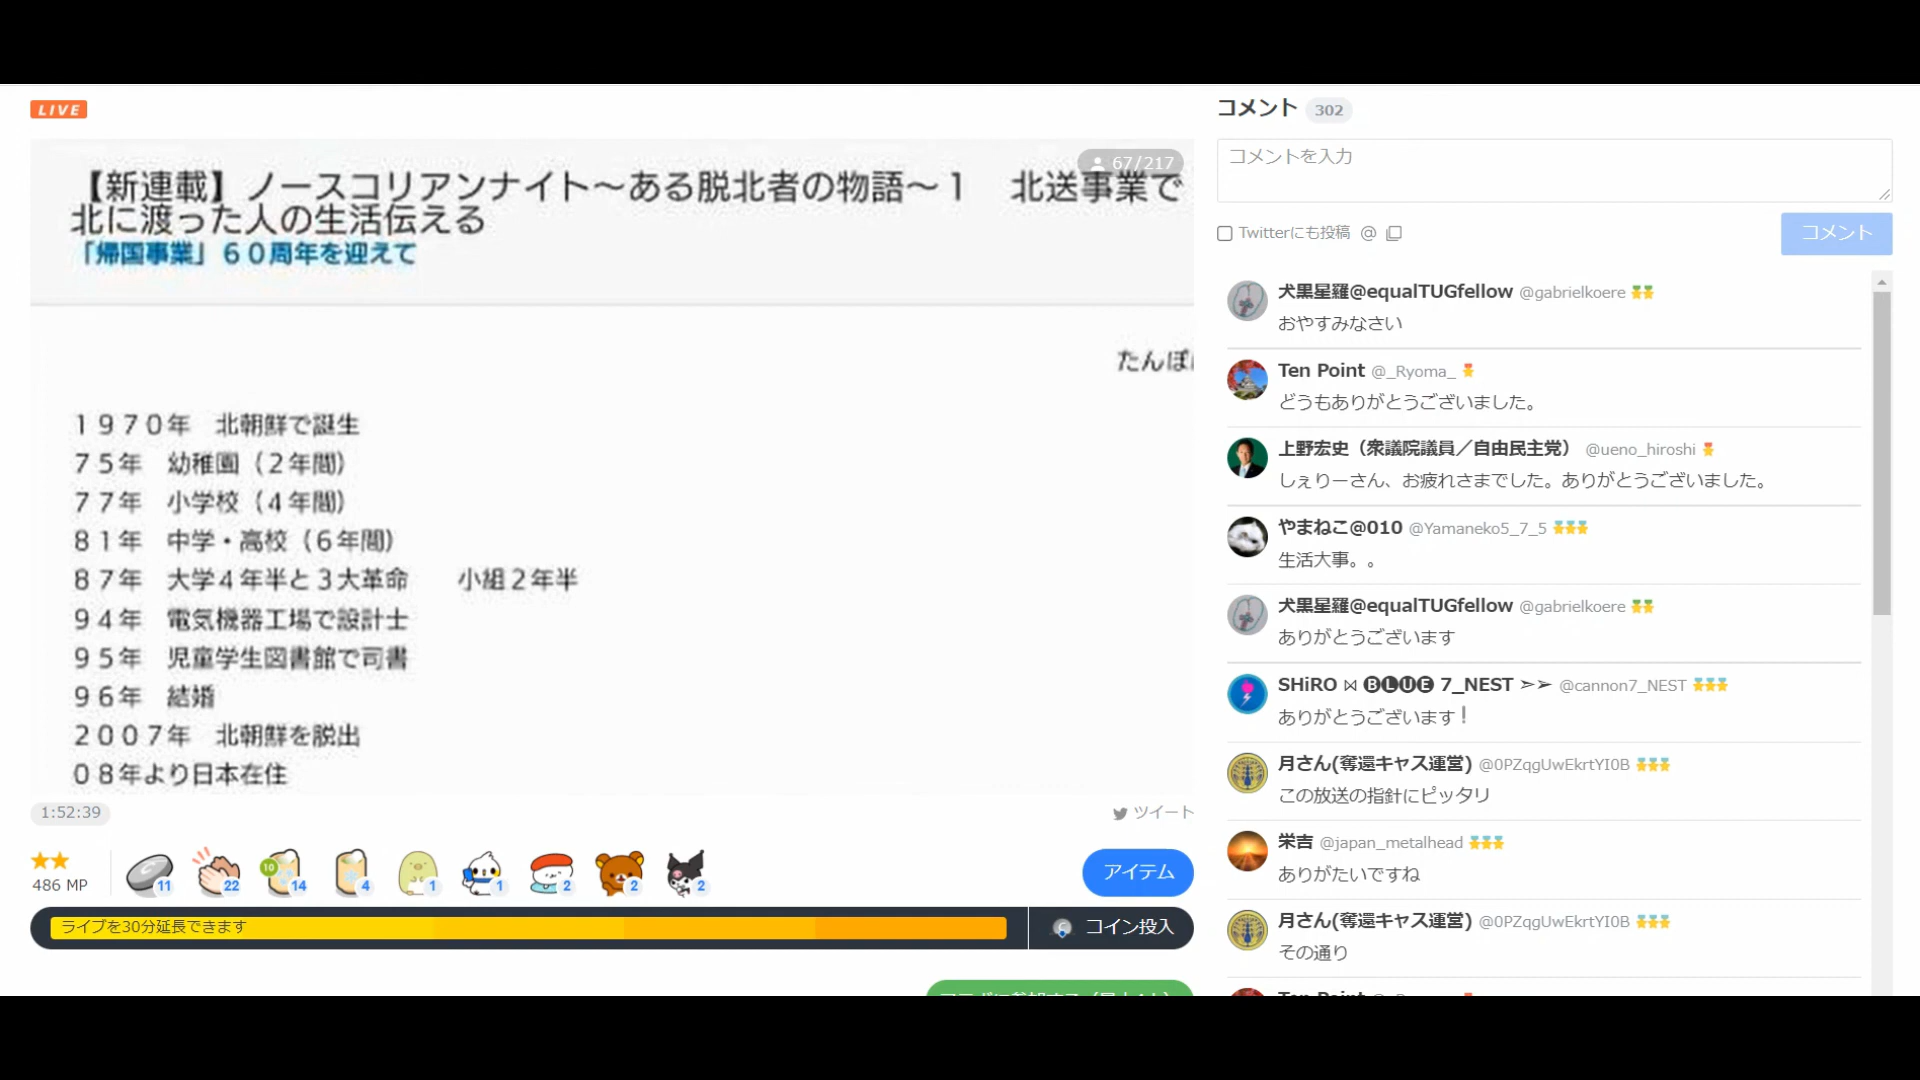 LIVE
67/217
【新連載】ノースコリアンナイト～ある脱北者の物語～１　北送事業で
北に渡った人の生活伝える
「帰国事業」６０周年を迎えて
たんぽ
１９７０年　北朝鮮で誕生
７５年　幼稚園（２年間）
７７年　小学校（４年間）
８１年　中学・高校（６年間）
８７年　大学４年半と３大革命　　小組２年半
９４年　電気機器工場で設計士
９５年　児童学生図書館で司書
９６年　結婚
２００７年　北朝鮮を脱出
０８年より日本在住
1:52:39
ツイート
486 MP
11
22
10
14
4
1
1
2
2
2
アイテム
ライブを30分延長できます
コイン投入
コメント 302
コメントを入力
Twitterにも投稿 @
コメント
犬黒星羅@equalTUGfellow @gabrielkoere
おやすみなさい
Ten Point @_Ryoma_
どうもありがとうございました。
上野宏史（衆議院議員／自由民主党） @ueno_hiroshi
しぇりーさん、お疲れさまでした。ありがとうございました。
やまねこ@010 @Yamaneko5_7_5
生活大事。。
犬黒星羅@equalTUGfellow @gabrielkoere
ありがとうございます
SHiRO ⋈ 🅑🅛🅤🅔 7_NEST ➣➢ @cannon7_NEST
ありがとうございます！
月さん(奪還キャス運営) @0PZqgUwEkrtYI0B
この放送の指針にピッタリ
栄吉 @japan_metalhead
ありがたいですね
月さん(奪還キャス運営) @0PZqgUwEkrtYI0B
その通り
Ten Point